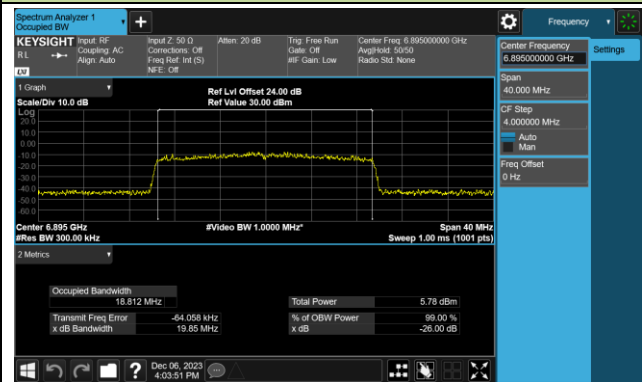 Spectrum Analyzer 1
Occupied BW
+
Frequency
KEYSIGHT
RL
Input: RF
Coupling: AC
Align: Auto
Input Z: 50 Ω
Corrections: Off
Freq Ref: Int (S)
NFE: Off
Atten: 20 dB
Trig: Free Run
Gate: Off
#IF Gain: Low
Center Freq: 6.895000000 GHz
Avg|Hold: 50/50
Radio Std: None
LXI
Center Frequency
6.895000000 GHz
Settings
Span
40.000 MHz
CF Step
4.000000 MHz
Auto
Man
Freq Offset
0 Hz
1 Graph
Scale/Div 10.0 dB
Ref Lvl Offset 24.00 dB
Ref Value 30.00 dBm
Log
20.0
10.0
0.00
-10.0
-20.0
-30.0
-40.0
-50.0
-60.0
Center 6.895 GHz
#Res BW 300.00 kHz
#Video BW 1.0000 MHz*
Span 40 MHz
Sweep 1.00 ms (1001 pts)
2 Metrics
Occupied Bandwidth
18.812 MHz
Total Power 5.78 dBm
Transmit Freq Error -64.058 kHz
% of OBW Power 99.00 %
x dB Bandwidth 19.85 MHz
x dB -26.00 dB
?
Dec 06, 2023
4:03:51 PM